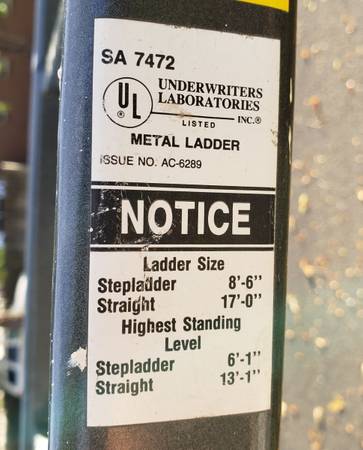 SA 7472
UL
®
UNDERWRITERS
LABORATORIES
INC.®
LISTED
METAL LADDER
ISSUE NO. AC-6289
NOTICE
Ladder Size
Stepladder 8'-6"
Straight 17'-0"
Highest Standing
Level
Stepladder 6'-1"
Straight 13'-1"